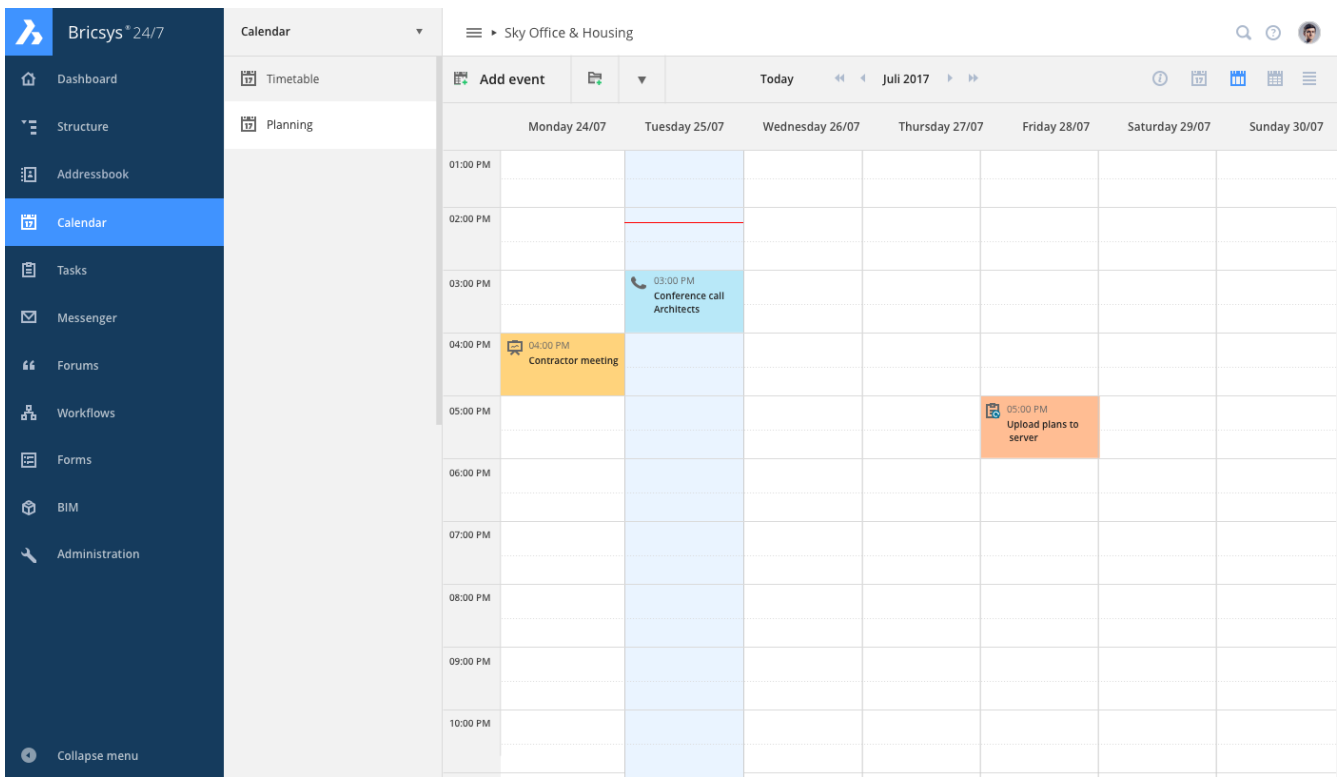 Bricsys® 24/7
Dashboard
Structure
Addressbook
Calendar
Tasks
Messenger
Forums
Workflows
Forms
BIM
Administration
Collapse menu
Calendar
Timetable
Planning
Sky Office & Housing
Add event
Today
Juli 2017
17
Monday 24/07
Tuesday 25/07
Wednesday 26/07
Thursday 27/07
Friday 28/07
Saturday 29/07
Sunday 30/07
01:00 PM
02:00 PM
03:00 PM
03:00 PM
Conference call
Architects
04:00 PM
04:00 PM
Contractor meeting
05:00 PM
05:00 PM
Upload plans to
server
06:00 PM
07:00 PM
08:00 PM
09:00 PM
10:00 PM